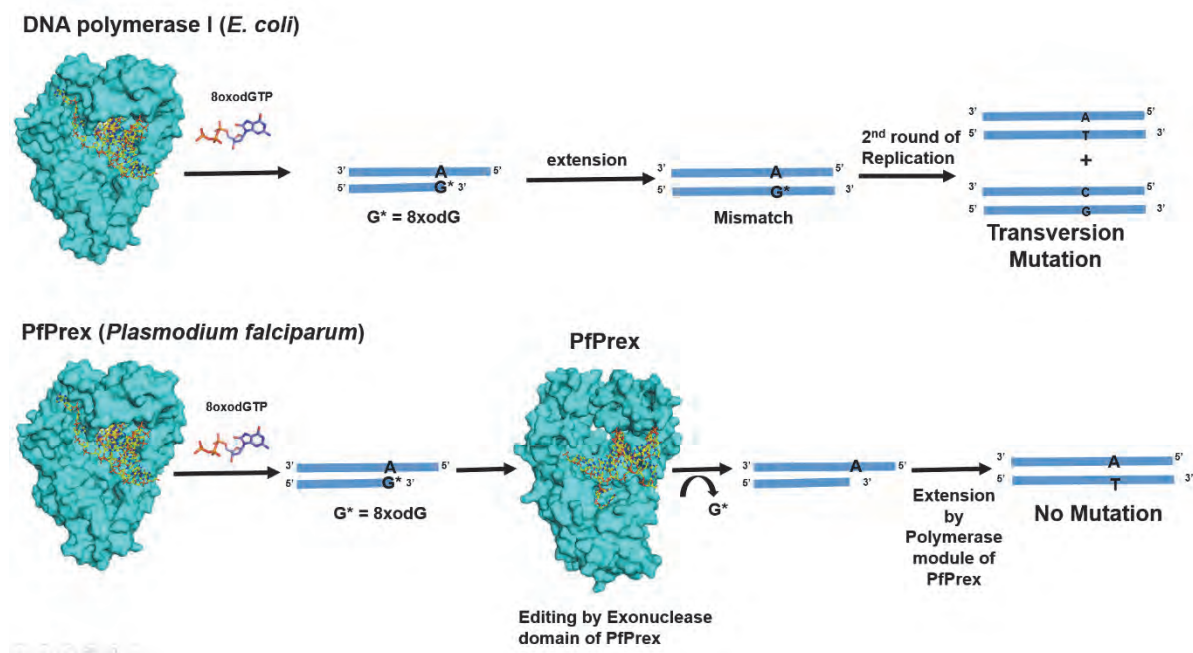 DNA polymerase I (E. coli)
8oxodGTP
3’ A 5’
5’ G* 3’
G* = 8xodG
extension
3’ A 5’
5’ G* 3’
Mismatch
2nd round of
Replication
3’ A 5’
5’ T 3’
+
3’ C 5’
5’ G 3’
Transversion
Mutation
PfPrex (Plasmodium falciparum)
8oxodGTP
3’ A 5’
5’ G* 3’
G* = 8xodG
PfPrex
Editing by Exonuclease
domain of PfPrex
G*
3’ A 5’
5’ 3’
Extension
by
Polymerase
module of
PfPrex
3’ A 5’
5’ T 3’
No Mutation